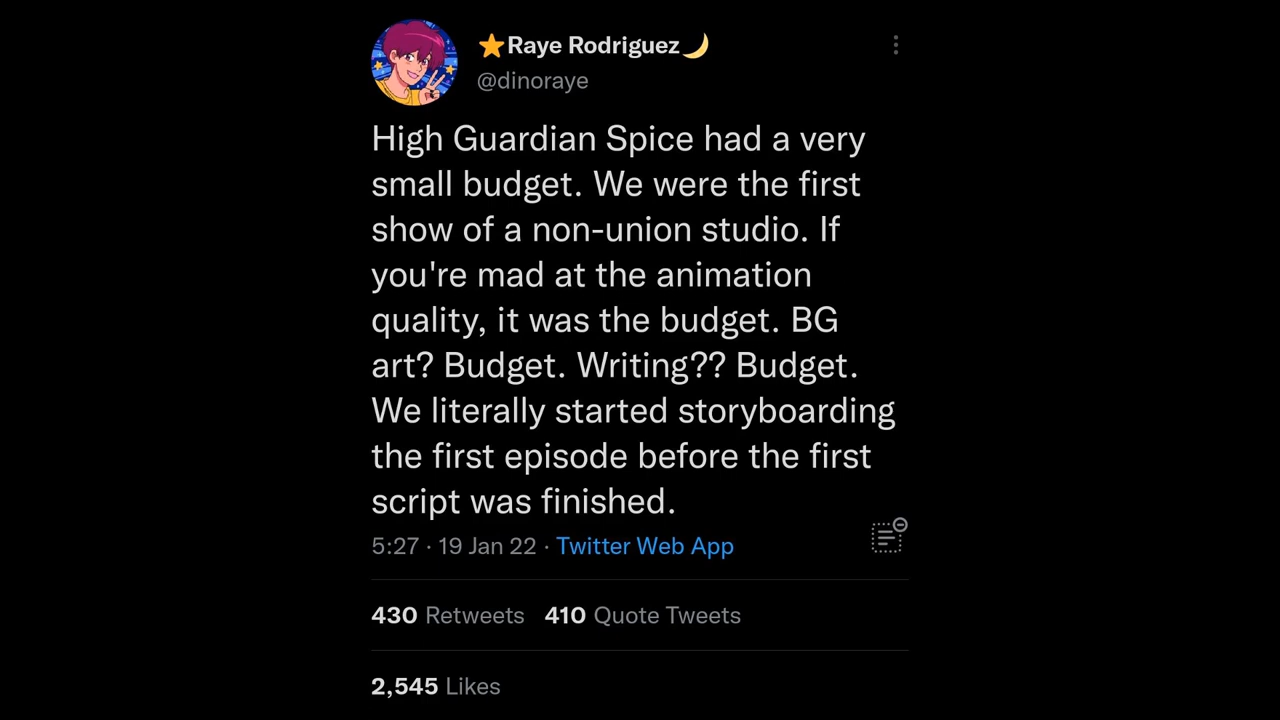 ⭐Raye Rodriguez🌙
@dinoraye
High Guardian Spice had a very
small budget. We were the first
show of a non-union studio. If
you're mad at the animation
quality, it was the budget. BG
art? Budget. Writing?? Budget.
We literally started storyboarding
the first episode before the first
script was finished.
5:27 · 19 Jan 22 · Twitter Web App
430 Retweets 410 Quote Tweets
2,545 Likes